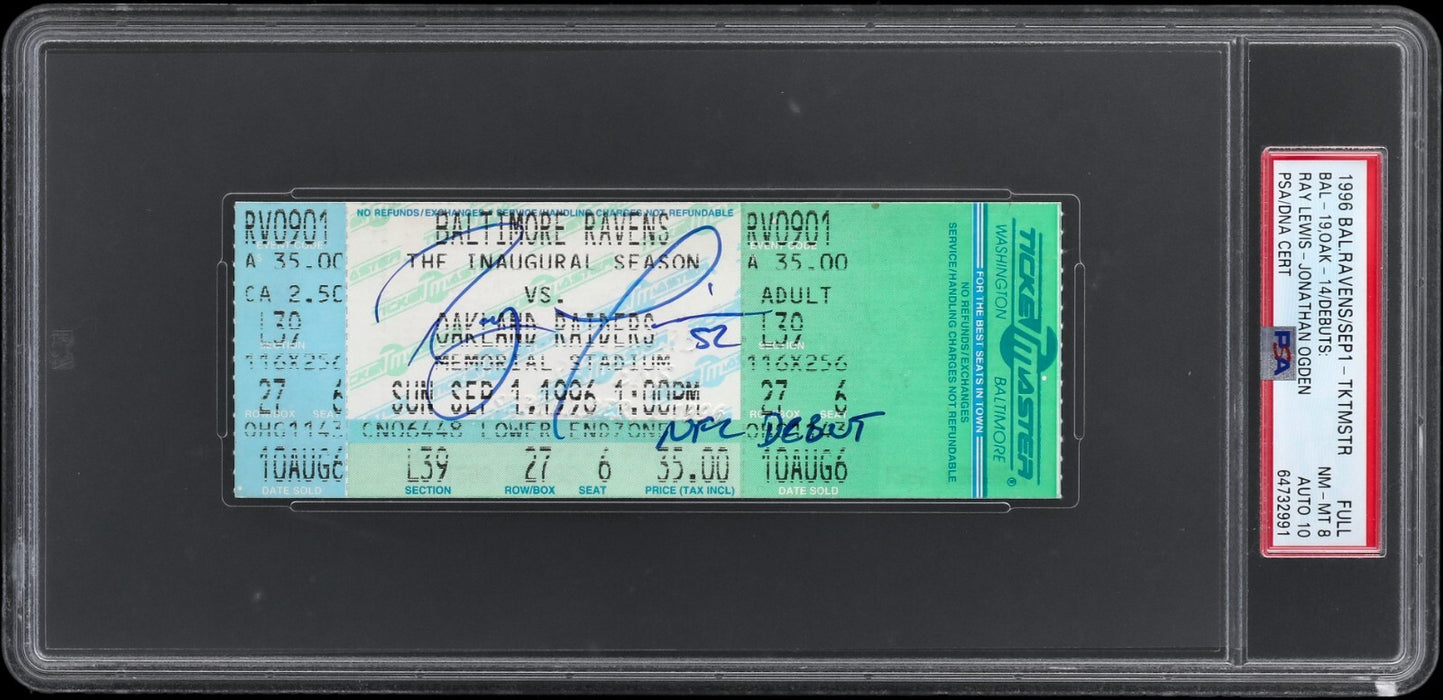 RV0901
EVENT CODE
A 35.00
CA 2.50
L39
SECTION
116X256
27 6
ROW/BOX SEAT
0HG1143
10AUG6
DATE SOLD
NO REFUNDS/EXCHANGES SERVICE/HANDLING CHARGES NOT REFUNDABLE
BALTIMORE RAVENS
THE INAUGURAL SEASON
VS.
OAKLAND RAIDERS
MEMORIAL STADIUM
SUN SEP 1,1996 1:00PM
CN06448 LOWER ENDZONE
L39 27 6 35.00
SECTION ROW/BOX SEAT PRICE (TAX INCL)
52
NFL DEBUT
RV0901
EVENT CODE
A 35.00
ADULT
L39
SECTION
116X256
27 6
ROW/BOX SEAT
10AUG6
DATE SOLD
TICKETMASTER®
WASHINGTON BALTIMORE
FOR THE BEST SEATS IN TOWN
NO REFUNDS/EXCHANGES
SERVICE/HANDLING CHARGES NOT REFUNDABLE
1996 BAL.RAVENS/SEP1-TKTMSTR FULL
BAL-19,OAK-14/DEBUTS: NM-MT 8
RAY LEWIS-JONATHAN OGDEN AUTO 10
PSA/DNA CERT 64732991
PSA